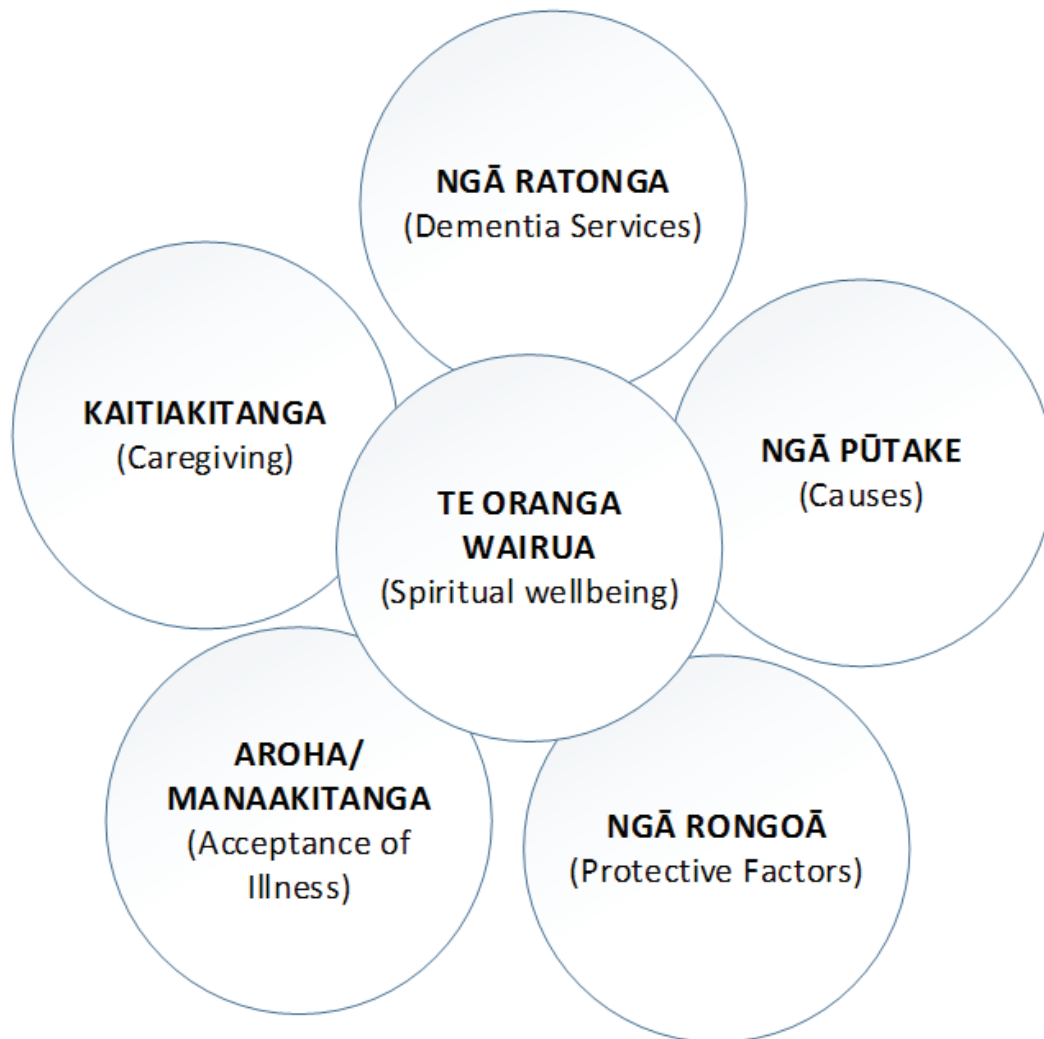 NGĀ RATONGA
(Dementia Services)
KAITIAKITANGA
(Caregiving)
NGĀ PŪTAKE
(Causes)
TE ORANGA
WAIRUA
(Spiritual wellbeing)
AROHA/
MANAAKITANGA
(Acceptance of
Illness)
NGĀ RONGOĀ
(Protective Factors)